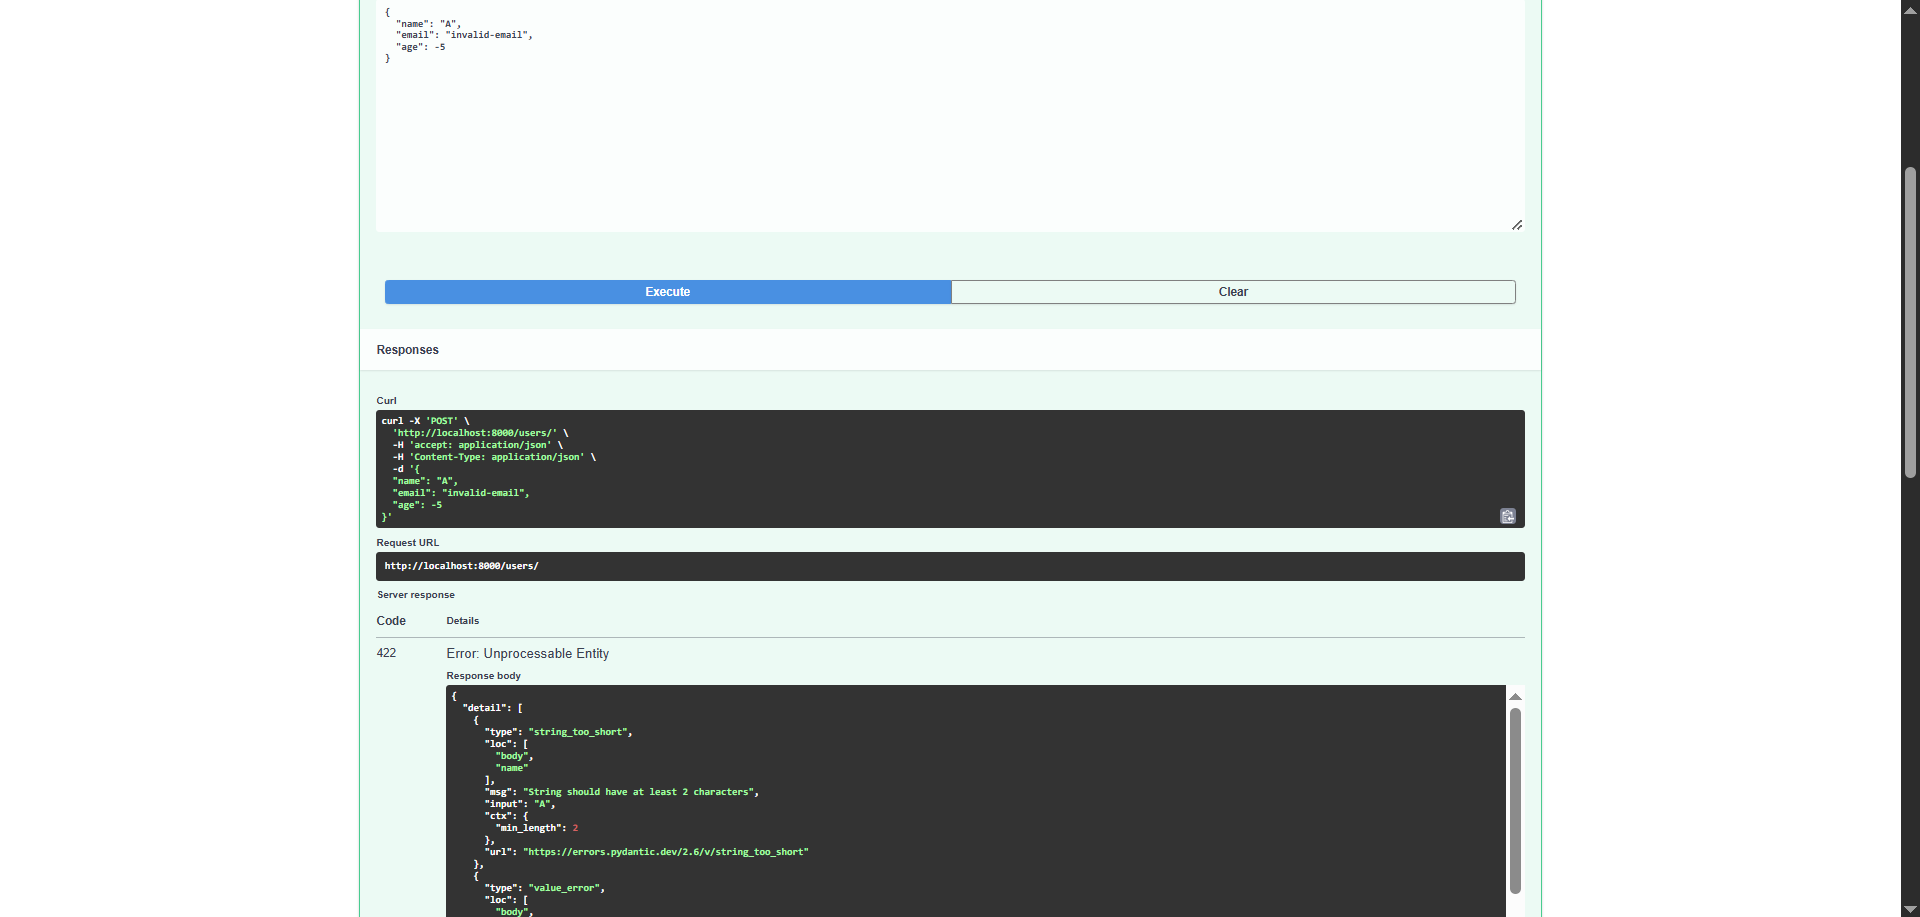 {
  "name": "A",
  "email": "invalid-email",
  "age": -5
}
Execute
Clear
Responses
Curl
curl -X 'POST' \
  'http://localhost:8000/users/' \
  -H 'accept: application/json' \
  -H 'Content-Type: application/json' \
  -d '{
  "name": "A",
  "email": "invalid-email",
  "age": -5
}'
Request URL
http://localhost:8000/users/
Server response
Code Details
422 Error: Unprocessable Entity
Response body
{
  "detail": [
    {
      "type": "string_too_short",
      "loc": [
        "body",
        "name"
      ],
      "msg": "String should have at least 2 characters",
      "input": "A",
      "ctx": {
        "min_length": 2
      },
      "url": "https://errors.pydantic.dev/2.6/v/string_too_short"
    },
    {
      "type": "value_error",
      "loc": [
        "body",